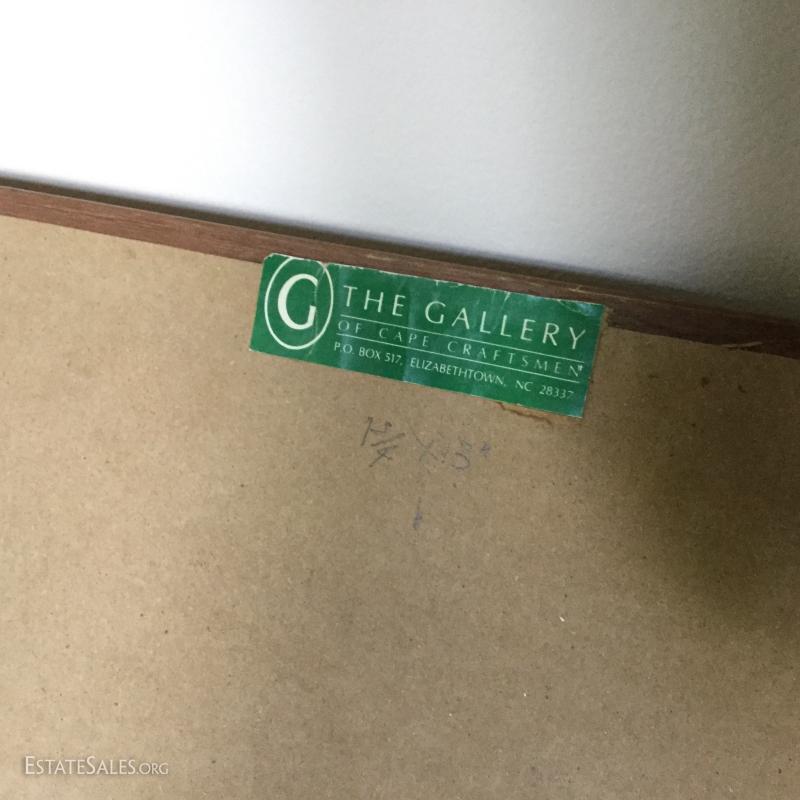 G
THE GALLERY
OF CAPE CRAFTSMEN
P.O. BOX 517, ELIZABETHTOWN, NC 28337
ESTATESALES.ORG